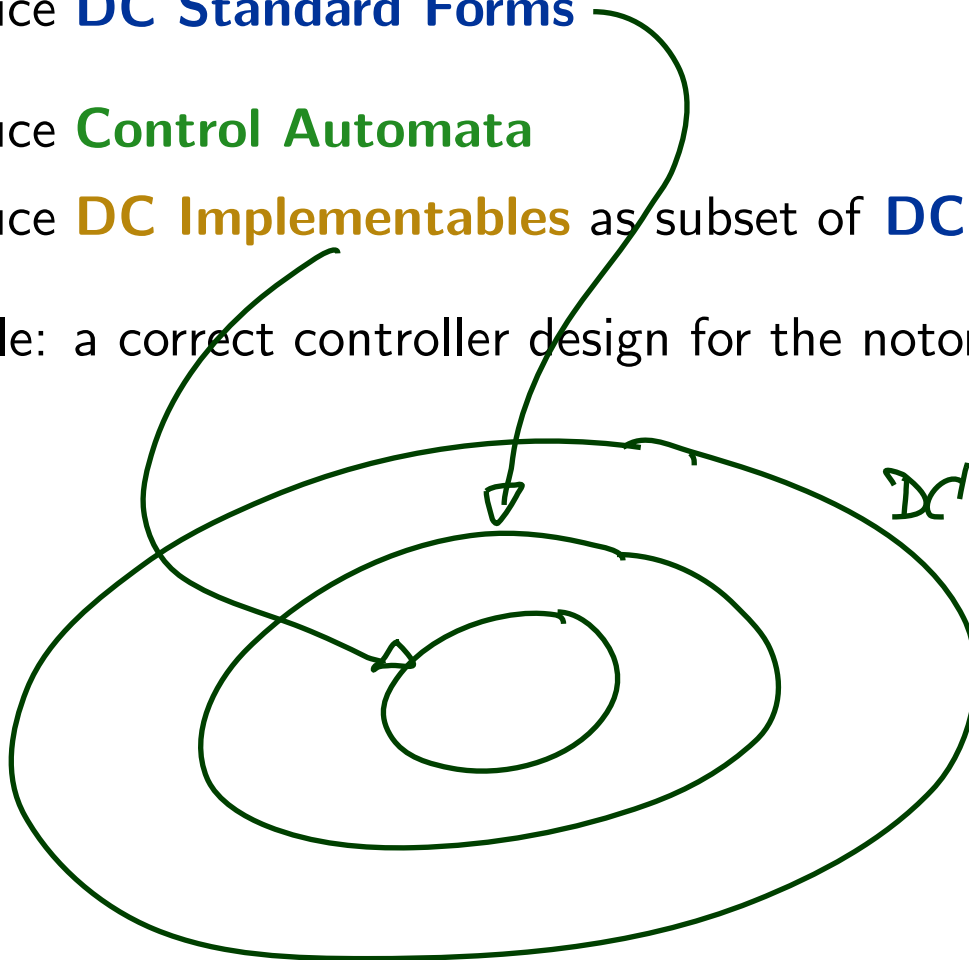 uce DC Standard Forms
uce Control Automata
uce DC Implementables as subset of DC
le: a correct controller design for the notor
DC